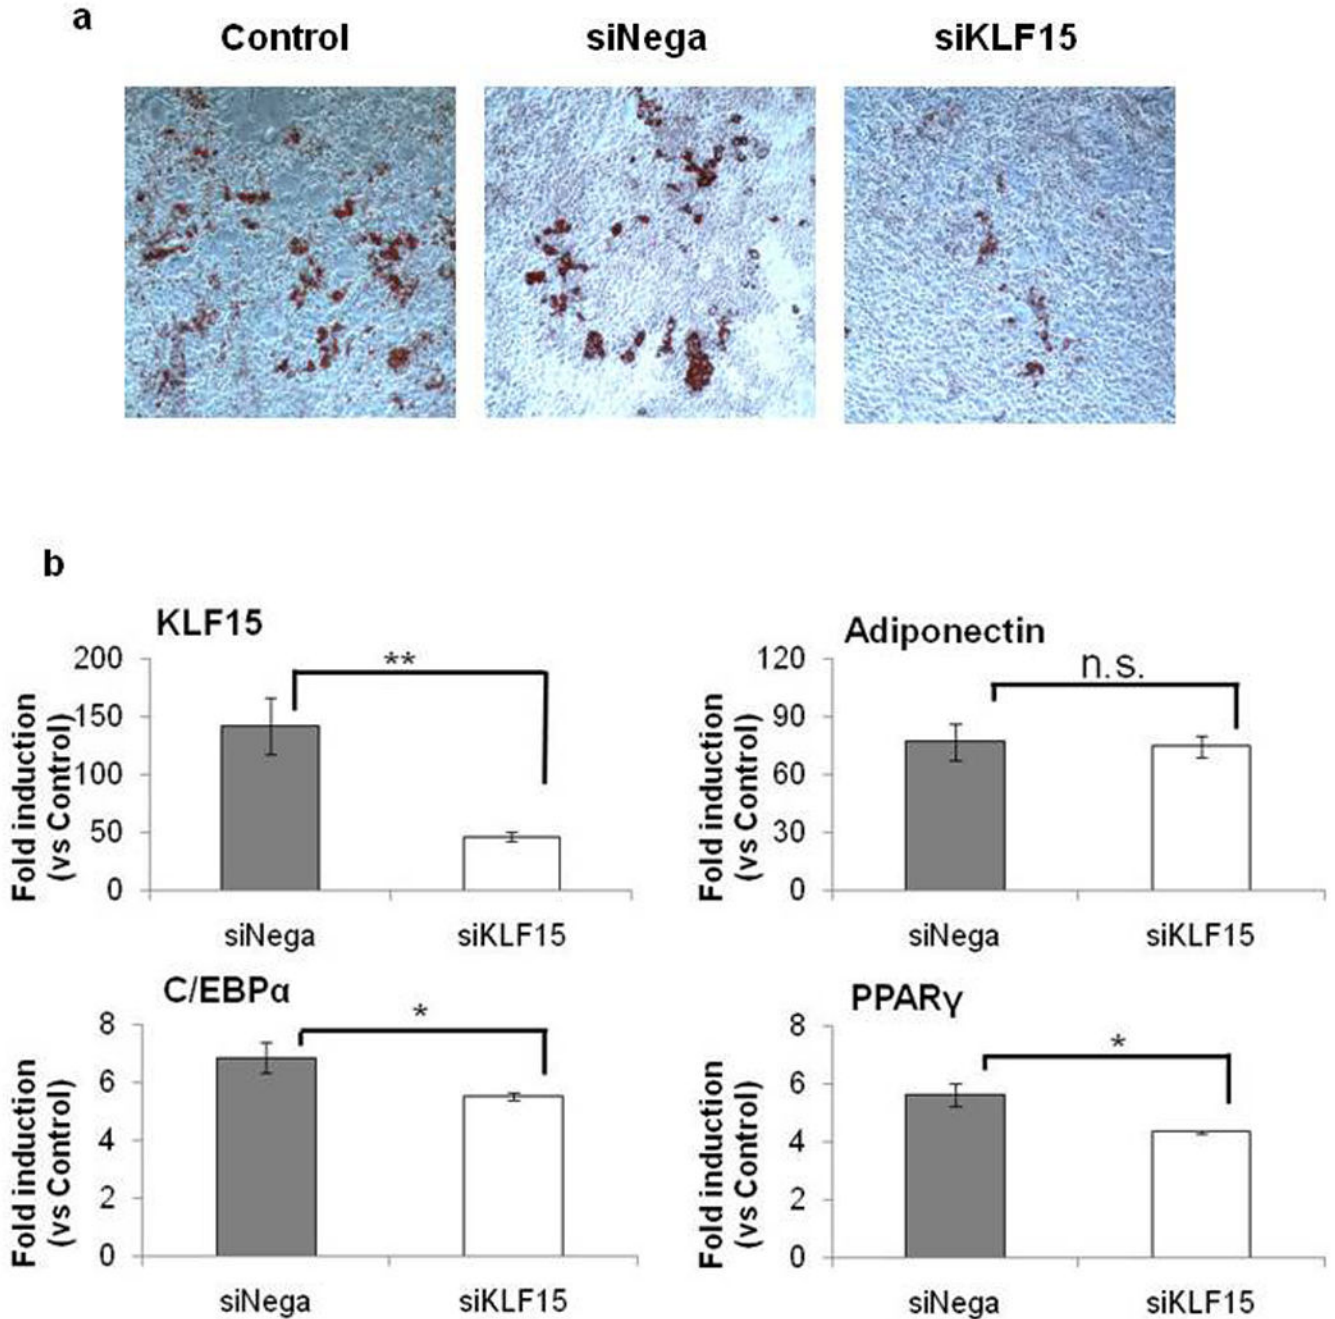 a
Control
siNega
siKLF15
b
KLF15
200
150
100
50
0
Fold induction
(vs Control)
**
siNega
siKLF15
Adiponectin
120
90
60
30
0
Fold induction
(vs Control)
n.s.
siNega
siKLF15
C/EBPα
8
6
4
2
0
Fold induction
(vs Control)
*
siNega
siKLF15
PPARγ
8
6
4
2
0
Fold induction
(vs Control)
*
siNega
siKLF15